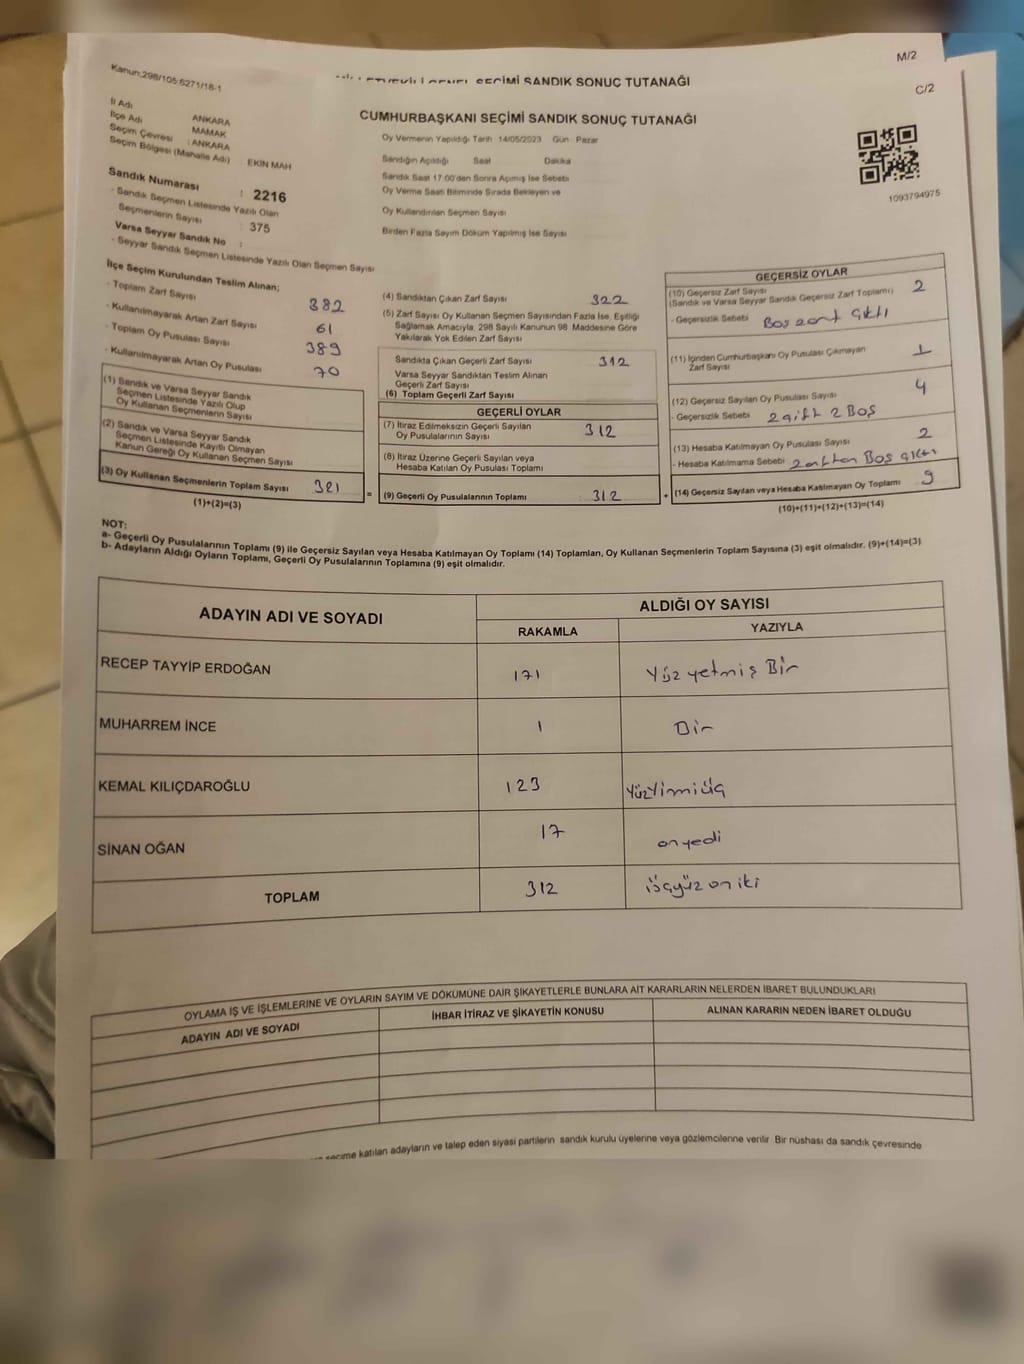 M/2
SEÇİMİ SANDIK SONUÇ TUTANAĞI
Kanun:298/105:6271/18-1
C/2
CUMHURBAŞKANI SEÇİMİ SANDIK SONUÇ TUTANAĞI
İl Adı ANKARA
İlçe Adı MAMAK
Seçim Çevresi : ANKARA
Seçim Bölgesi (Mahalle Adı) : EKİN MAH
Oy Vermenin Yapıldığı Tarih 14/05/2023 Gün Pazar
Sandığın Açıldığı Saat Dakika
Sandık Saat 17:00'den Sonra Açılmış İse Sebebi
Oy Verme Saati Bitiminde Sırada Bekleyen ve
Oy Kullandırılan Seçmen Sayısı
Birden Fazla Sayım Döküm Yapılmış İse Sayısı
1093794975
Sandık Numarası : 2216
- Sandık Seçmen Listesinde Yazılı Olan
Seçmenlerin Sayısı : 375
Varsa Seyyar Sandık No :
- Seyyar Sandık Seçmen Listesinde Yazılı Olan Seçmen Sayısı
İlçe Seçim Kurulundan Teslim Alınan;
- Toplam Zarf Sayısı 382
- Kullanılmayarak Artan Zarf Sayısı 61
- Toplam Oy Pusulası Sayısı 389
- Kullanılmayarak Artan Oy Pusulası 70
(1) Sandık ve Varsa Seyyar Sandık
Seçmen Listesinde Yazılı Olup
Oy Kullanan Seçmenlerin Sayısı
(2) Sandık ve Varsa Seyyar Sandık
Seçmen Listesinde Kayıtlı Olmayan
Kanun Gereği Oy Kullanan Seçmen Sayısı
(3) Oy Kullanan Seçmenlerin Toplam Sayısı 321
(1)+(2)=(3)
=
(4) Sandıktan Çıkan Zarf Sayısı 322
(5) Zarf Sayısı Oy Kullanan Seçmen Sayısından Fazla İse, Eşitliği
Sağlamak Amacıyla, 298 Sayılı Kanunun 98. Maddesine Göre
Yakılarak Yok Edilen Zarf Sayısı
Sandıkta Çıkan Geçerli Zarf Sayısı 312
Varsa Seyyar Sandıktan Teslim Alınan
Geçerli Zarf Sayısı
(6) Toplam Geçerli Zarf Sayısı
GEÇERLİ OYLAR
(7) İtiraz Edilmeksizin Geçerli Sayılan
Oy Pusulalarının Sayısı 312
(8) İtiraz Üzerine Geçerli Sayılan veya
Hesaba Katılan Oy Pusulası Toplamı
(9) Geçerli Oy Pusulalarının Toplamı 312
+
GEÇERSİZ OYLAR
(10) Geçersiz Zarf Sayısı 2
(Sandık ve Varsa Seyyar Sandık Geçersiz Zarf Toplamı)
- Geçersizlik Sebebi Boş zarf çıktı
(11) İçinden Cumhurbaşkanı Oy Pusulası Çıkmayan 1
Zarf Sayısı
(12) Geçersiz Sayılan Oy Pusulası Sayısı 4
- Geçersizlik Sebebi 2 çift 2 Boş
(13) Hesaba Katılmayan Oy Pusulası Sayısı 2
- Hesaba Katılmama Sebebi 2 zarftan Boş çıktı
(14) Geçersiz Sayılan veya Hesaba Katılmayan Oy Toplamı 9
(10)+(11)+(12)+(13)=(14)
NOT:
a- Geçerli Oy Pusulalarının Toplamı (9) ile Geçersiz Sayılan veya Hesaba Katılmayan Oy Toplamı (14) Toplamları, Oy Kullanan Seçmenlerin Toplam Sayısına (3) eşit olmalıdır. (9)+(14)=(3)
b- Adayların Aldığı Oyların Toplamı, Geçerli Oy Pusulalarının Toplamına (9) eşit olmalıdır.
ADAYIN ADI VE SOYADI
ALDIĞI OY SAYISI
RAKAMLA YAZIYLA
RECEP TAYYİP ERDOĞAN 171 Yüz yetmiş Bir
MUHARREM İNCE 1 Bir
KEMAL KILIÇDAROĞLU 123 YüzYimiüç
SİNAN OĞAN 17 onyedi
TOPLAM 312 üçyüz on iki
OYLAMA İŞ VE İŞLEMLERİNE VE OYLARIN SAYIM VE DÖKÜMÜNE DAİR ŞİKAYETLERLE BUNLARA AİT KARARLARIN NELERDEN İBARET BULUNDUKLARI
ADAYIN ADI VE SOYADI İHBAR İTİRAZ VE ŞİKAYETİN KONUSU ALINAN KARARIN NEDEN İBARET OLDUĞU
seçime katılan adayların ve talep eden siyasi partilerin sandık kurulu üyelerine veya gözlemcilerine verilir. Bir nüshası da sandık çevresinde